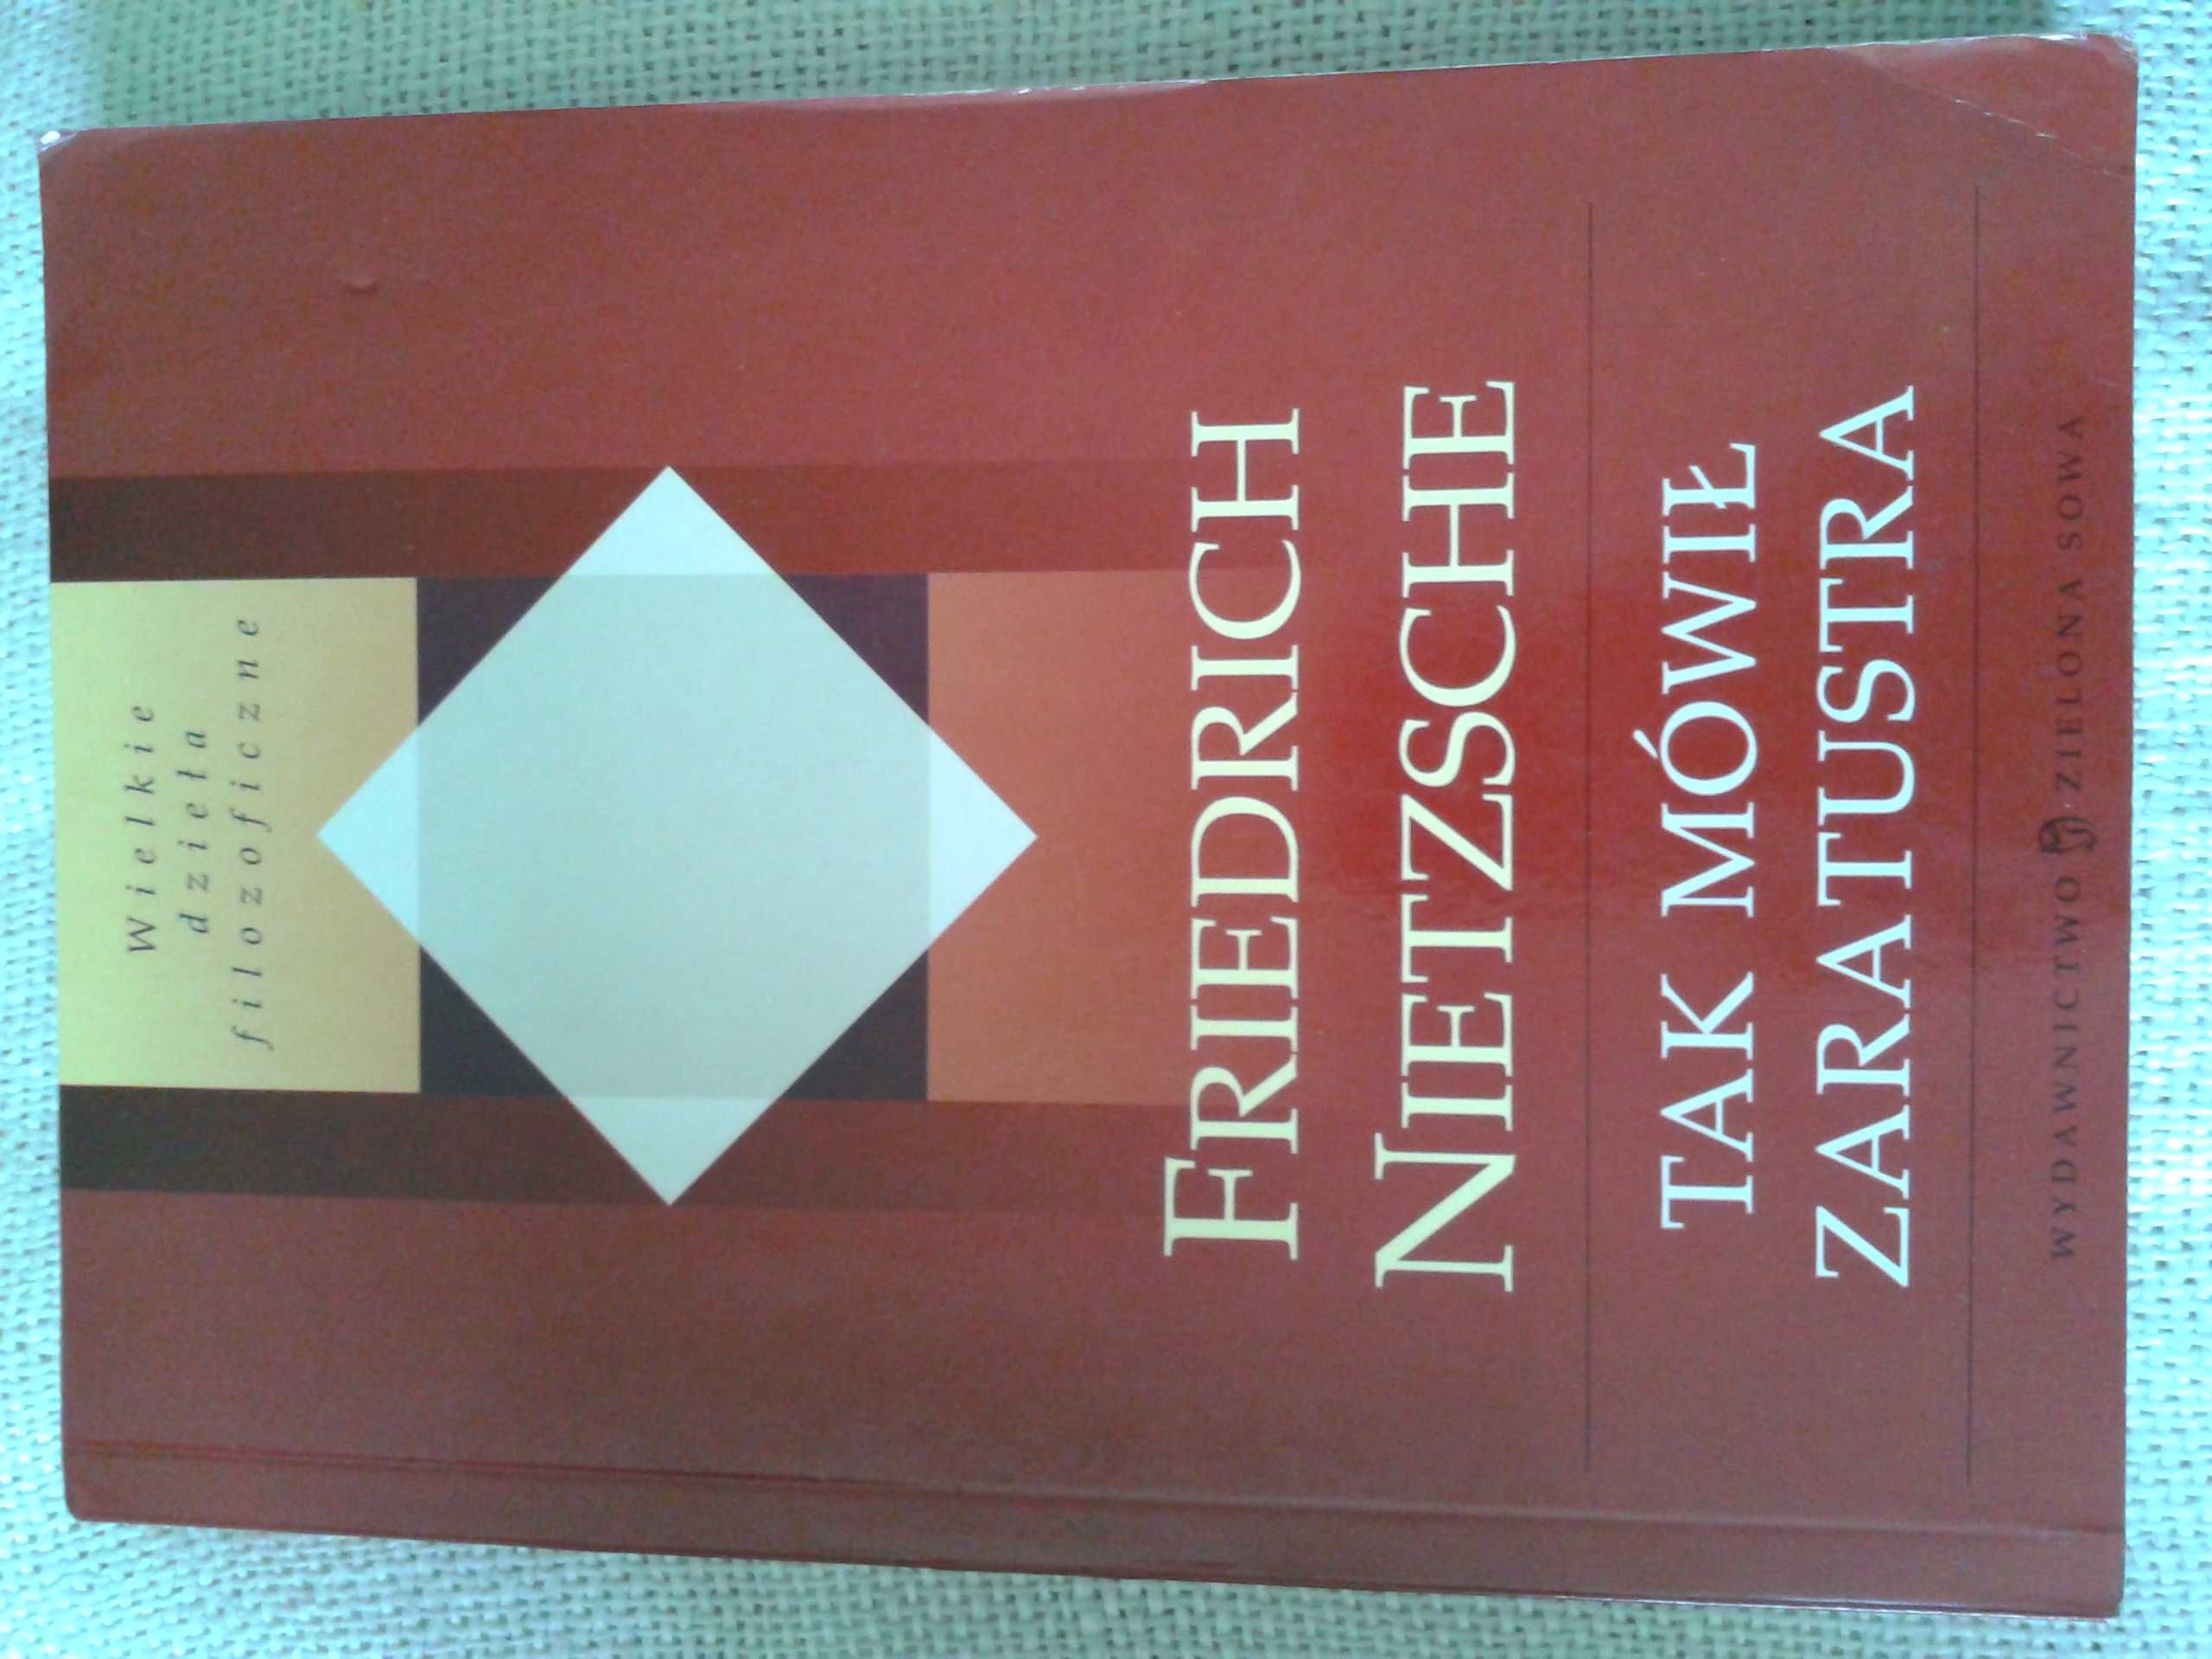 Wielkie
dzieła
filozoficzne
FRIEDRICH
NIETZSCHE
TAK MÓWIŁ
ZARATUSTRA
WYDAWNICTWO ZIELONA SOWA